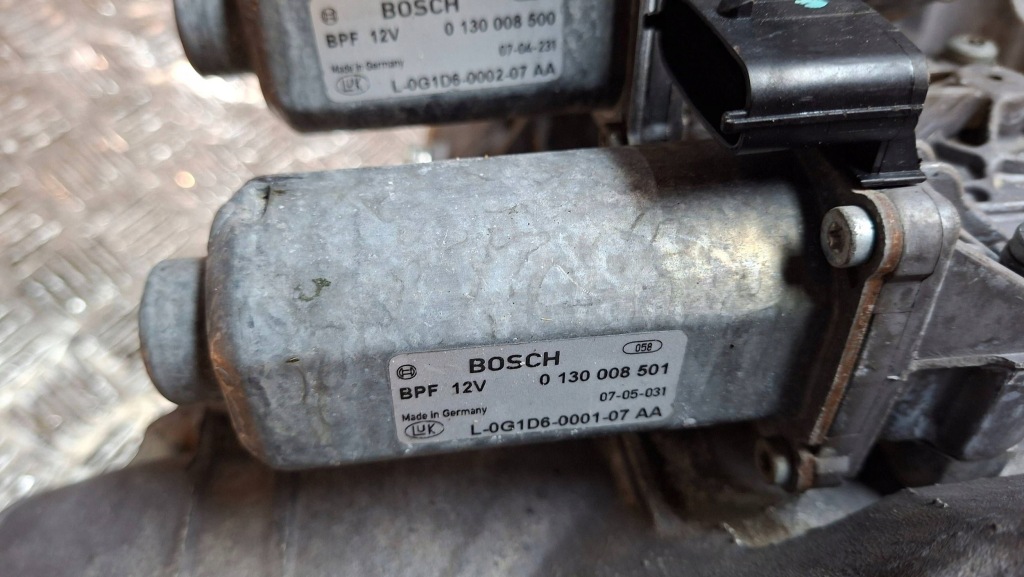 BOSCH
BPF 12V 0 130 008 500
07-04-231
Made in Germany
LUK L-0G1D6-0002-07 AA
BOSCH 058
BPF 12V 0 130 008 501
07-05-031
Made in Germany
LUK L-0G1D6-0001-07 AA